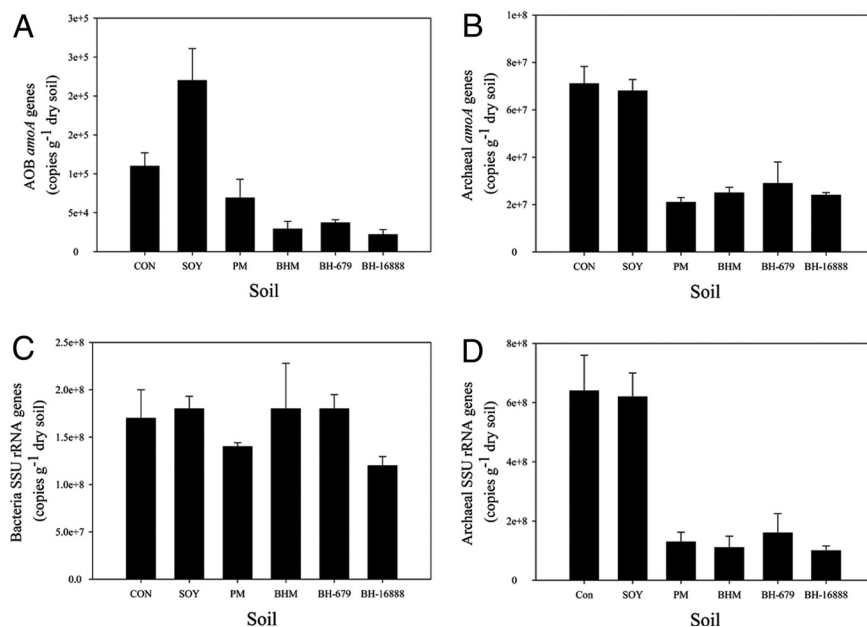 A
AOB amoA genes
(copies g-1 dry soil)
3e+5
3e+5
2e+5
2e+5
1e+5
5e+4
0
CON SOY PM BHM BH-679 BH-16888
Soil
B
Archaeal amoA genes
(copies g-1 dry soil)
1e+8
8e+7
6e+7
4e+7
2e+7
0
CON SOY PM BHM BH-679 BH-16888
Soil
C
Bacteria SSU rRNA genes
(copies g-1 dry soil)
2.5e+8
2.0e+8
1.5e+8
1.0e+8
5.0e+7
0.0
CON SOY PM BHM BH-679 BH-16888
Soil
D
Archaeal SSU rRNA genes
(copies g-1 dry soil)
8e+8
6e+8
4e+8
2e+8
0
Con SOY PM BHM BH-679 BH-16888
Soil